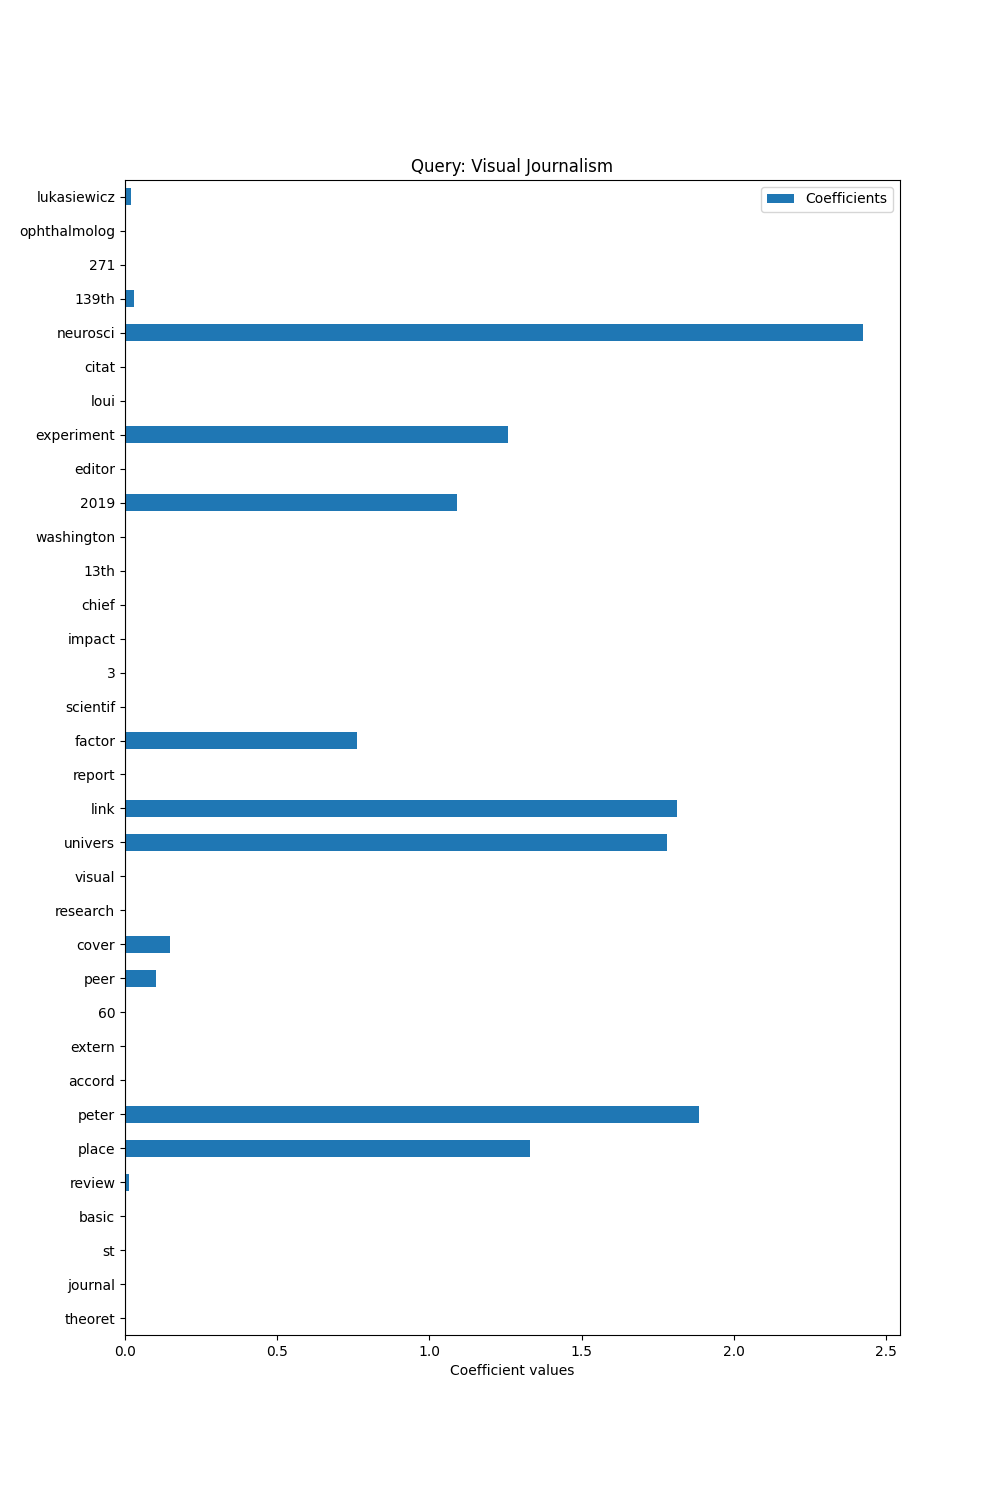 Query: Visual Journalism
Coefficients
lukasiewicz
ophthalmolog
271
139th
neurosci
citat
loui
experiment
editor
2019
washington
13th
chief
impact
3
scientif
factor
report
link
univers
visual
research
cover
peer
60
extern
accord
peter
place
review
basic
st
journal
theoret
0.0 0.5 1.0 1.5 2.0 2.5
Coefficient values